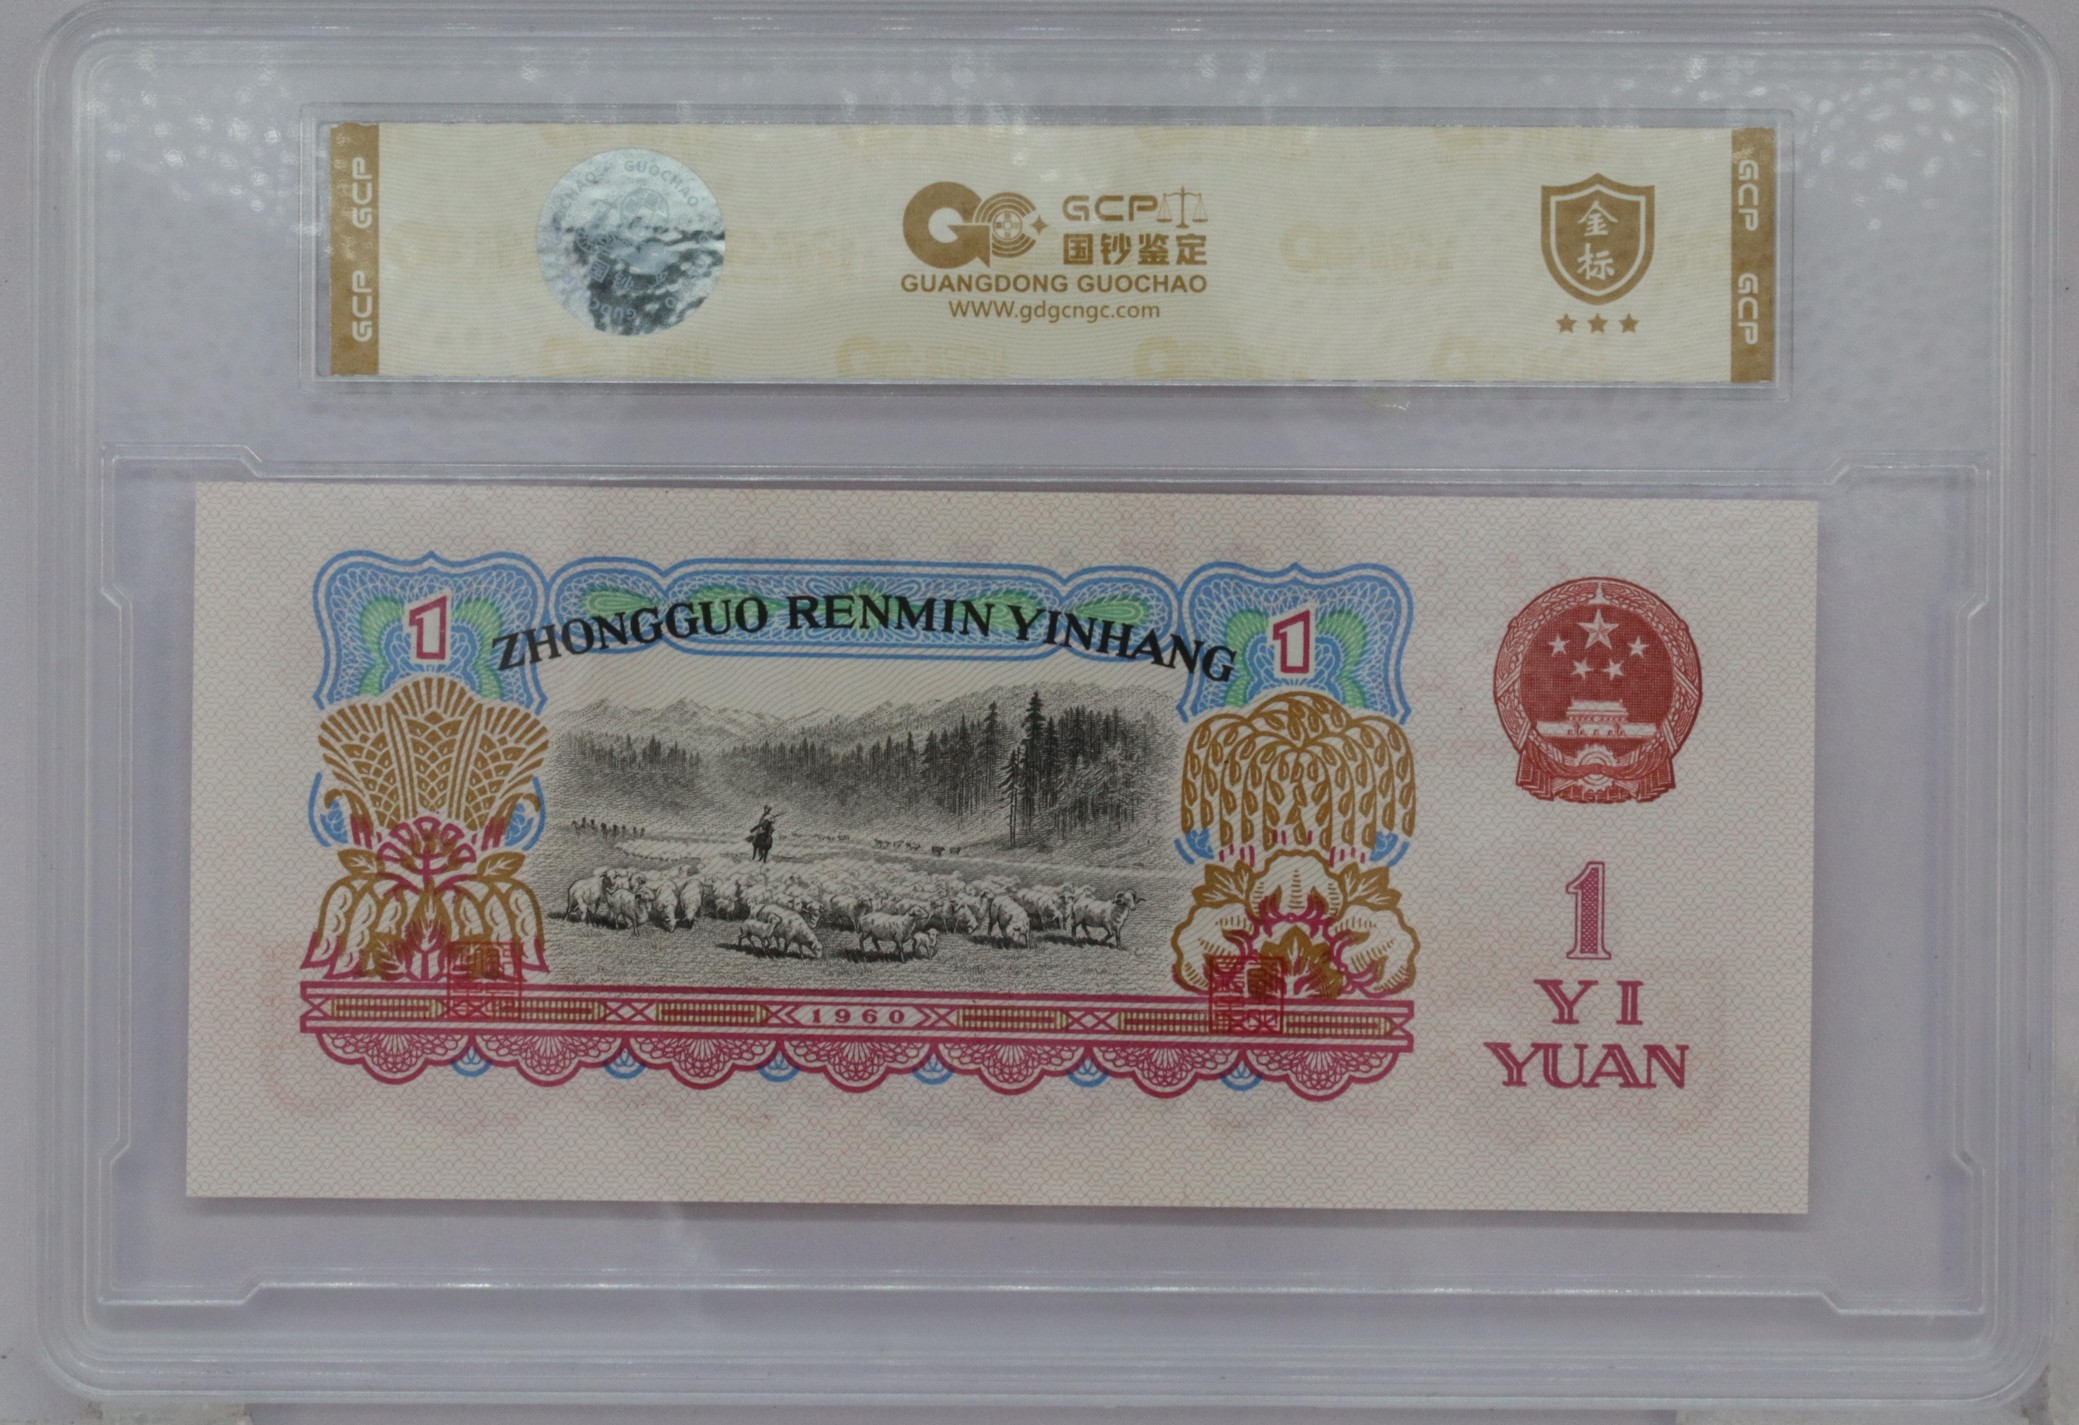 GCP
GCP
GUOCHAO
GCP
国钞鉴定
GUANGDONG GUOCHAO
WWW.gdgcngc.com
金
标
GCP
GCP
1
ZHONGGUO RENMIN YINHANG
1
1960
1
YI
YUAN